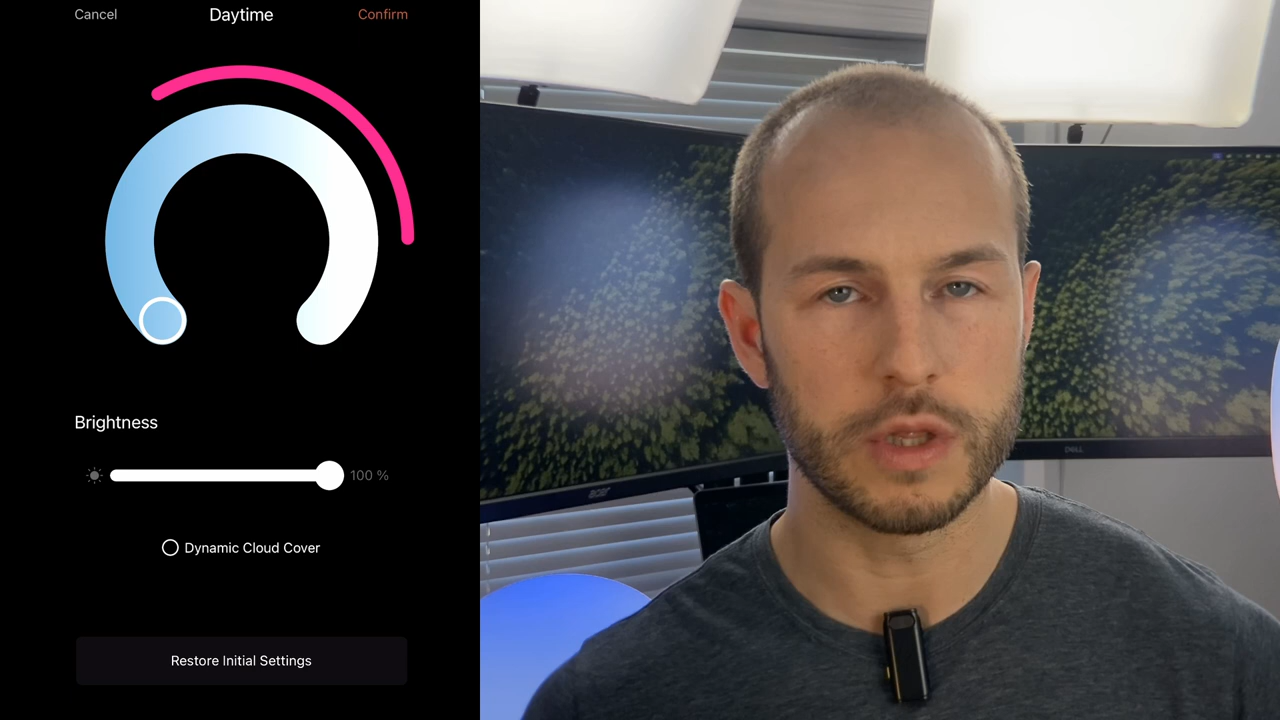 Cancel
Daytime
Confirm
Brightness
100 %
Dynamic Cloud Cover
Restore Initial Settings
acer
DELL